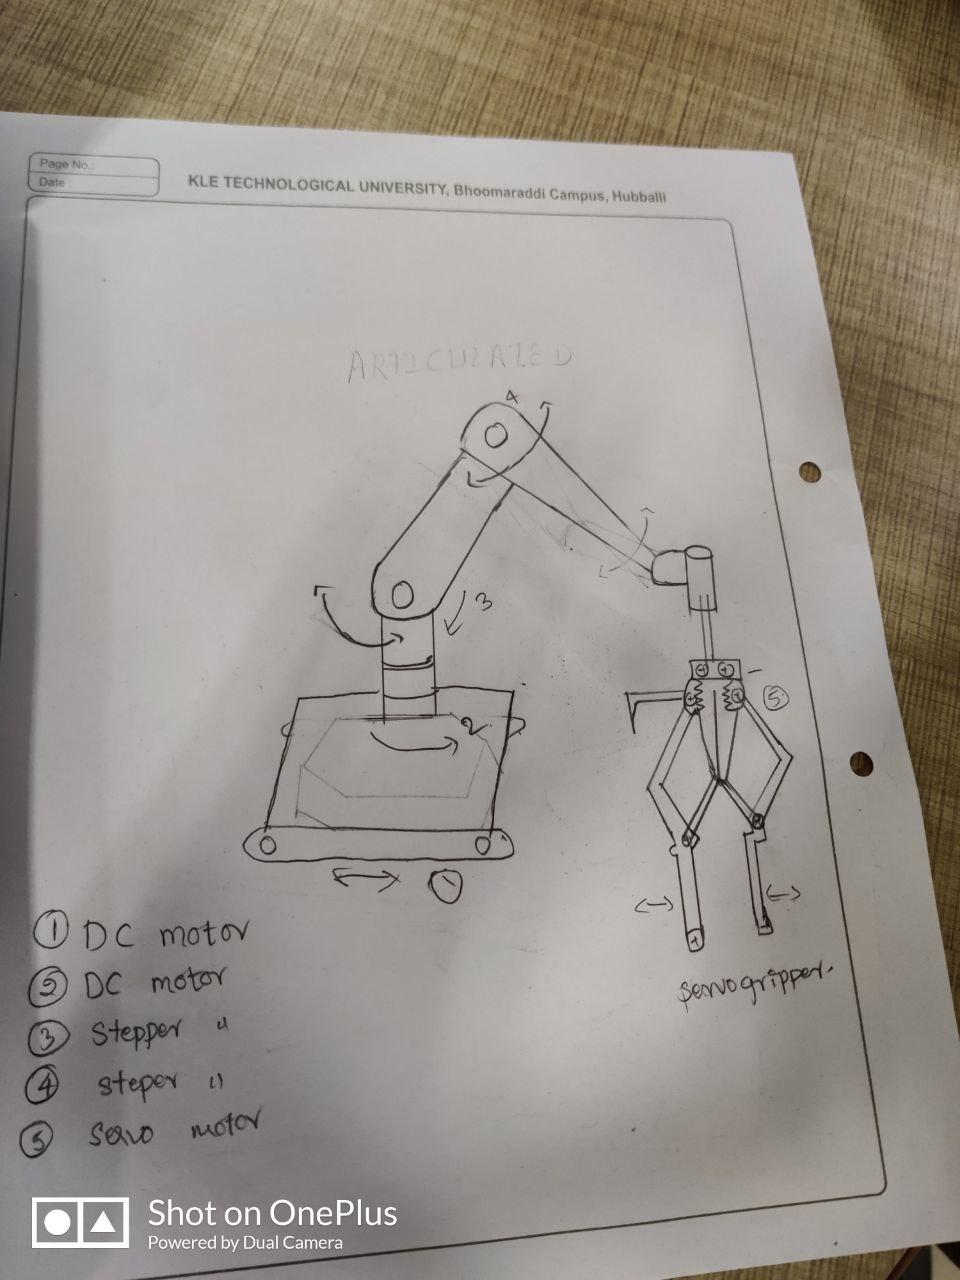 Page No.:
Date :
KLE TECHNOLOGICAL UNIVERSITY, Bhoomaraddi Campus, Hubballi
ARTICULATED
4
3
2
5
1
① DC motor
② DC motor
③ Stepper "
④ steper "
⑤ servo motor
servo gripper.
Shot on OnePlus
Powered by Dual Camera